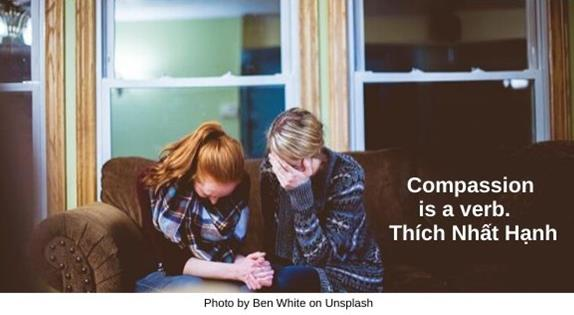 Compassion
is a verb.
Thích Nhất Hạnh
Photo by Ben White on Unsplash